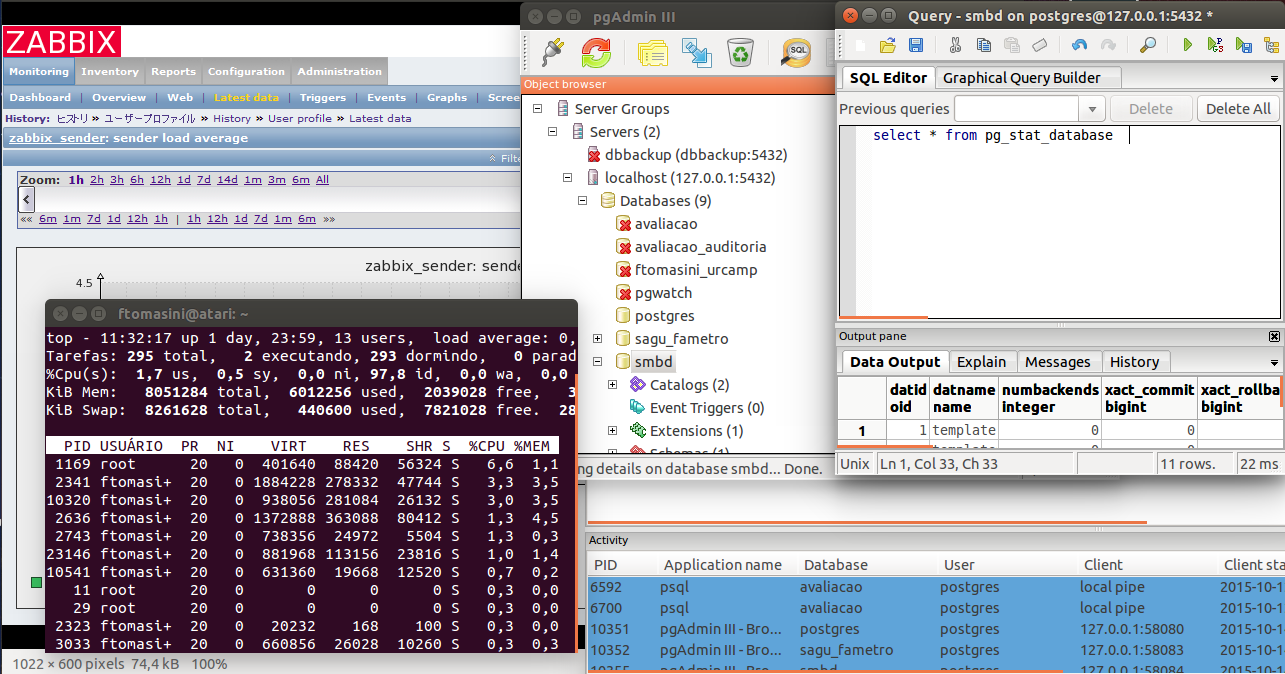 ZABBIX
Monitoring Inventory Reports Configuration Administration
Dashboard | Overview | Web | Latest data | Triggers | Events | Graphs | Scree
History: ヒストリ » ユーザープロファイル » History » User profile » Latest data
zabbix_sender: sender load average
Filte
Zoom: 1h 2h 3h 6h 12h 1d 7d 14d 1m 3m 6m All
«« 6m 1m 7d 1d 12h 1h | 1h 12h 1d 7d 1m 6m »»
zabbix_sender: sende
4.5
ftomasini@atari: ~
top - 11:32:17 up 1 day, 23:59, 13 users, load average: 0,
Tarefas: 295 total, 2 executando, 293 dormindo, 0 parad
%Cpu(s): 1,7 us, 0,5 sy, 0,0 ni, 97,8 id, 0,0 wa, 0,0
KiB Mem: 8051284 total, 6012256 used, 2039028 free, 3
KiB Swap: 8261628 total, 440600 used, 7821028 free. 28
PID USUÁRIO PR NI VIRT RES SHR S %CPU %MEM
1169 root 20 0 401640 88420 56324 S 6,6 1,1
2341 ftomasi+ 20 0 1884228 278332 47744 S 3,3 3,5
10320 ftomasi+ 20 0 938056 281084 26132 S 3,0 3,5
2636 ftomasi+ 20 0 1372888 363088 80412 S 1,3 4,5
2743 ftomasi+ 20 0 738356 24972 5504 S 1,3 0,3
23146 ftomasi+ 20 0 881968 113156 23816 S 1,0 1,4
10541 ftomasi+ 20 0 631360 19668 12520 S 0,7 0,2
11 root 20 0 0 0 0 S 0,3 0,0
29 root 20 0 0 0 0 S 0,3 0,0
2323 ftomasi+ 20 0 20232 168 100 S 0,3 0,0
3033 ftomasi+ 20 0 660856 26028 10260 S 0,3 0,3
1022 × 600 pixels 74,4 kB 100%
pgAdmin III
SQL
Object browser
Server Groups
Servers (2)
dbbackup (dbbackup:5432)
localhost (127.0.0.1:5432)
Databases (9)
avaliacao
avaliacao_auditoria
ftomasini_urcamp
pgwatch
postgres
sagu_fametro
smbd
Catalogs (2)
Event Triggers (0)
Extensions (1)
Schemas (1)
ng details on database smbd... Done.
Query - smbd on postgres@127.0.0.1:5432 *
SQL Editor Graphical Query Builder
Previous queries Delete Delete All
select * from pg_stat_database
Output pane
Data Output Explain Messages History
datid datname numbackends xact_commit xact_rollba
oid name integer bigint bigint
1 1 template 0 0
Unix Ln 1, Col 33, Ch 33 11 rows. 22 ms
Activity
PID Application name Database User Client Client sta
6592 psql avaliacao postgres local pipe 2015-10-1
6700 psql avaliacao postgres local pipe 2015-10-1
10351 pgAdmin III - Bro... postgres postgres 127.0.0.1:58080 2015-10-1
10352 pgAdmin III - Bro... sagu_fametro postgres 127.0.0.1:58083 2015-10-1
10355 pgAdmin III - Bro... smbd postgres 127.0.0.1:58084 2015-10-1